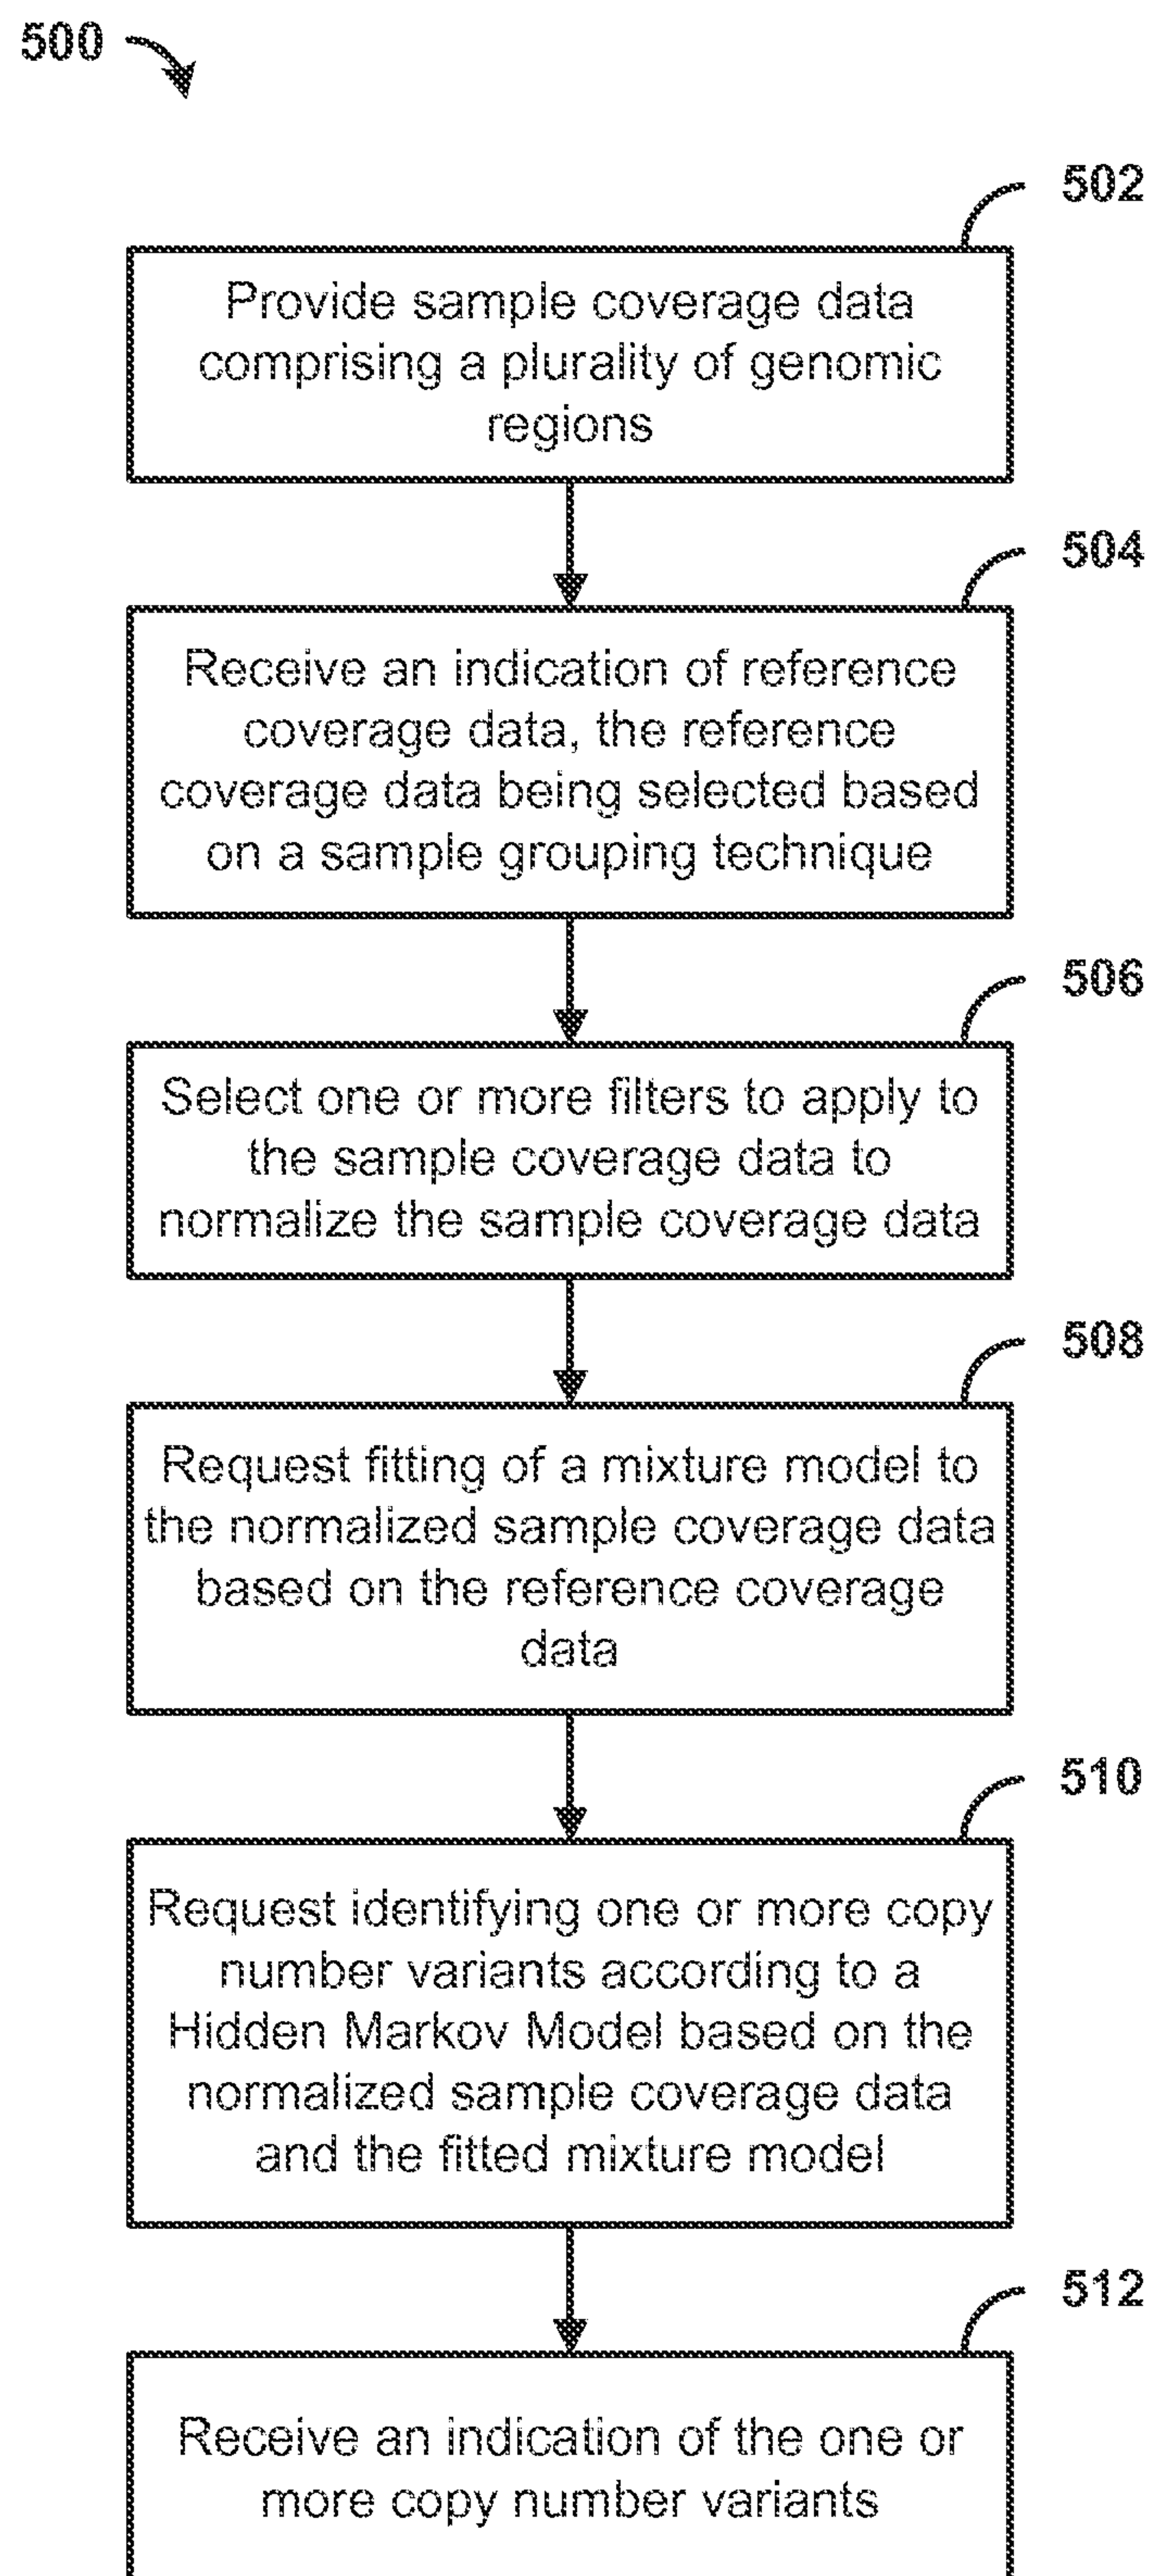 500
502
Provide sample coverage data
comprising a plurality of genomic
regions
504
Receive an indication of reference
coverage data, the reference
coverage data being selected based
on a sample grouping technique
506
Select one or more filters to apply to
the sample coverage data to
normalize the sample coverage data
508
Request fitting of a mixture model to
the normalized sample coverage data
based on the reference coverage
data
510
Request identifying one or more copy
number variants according to a
Hidden Markov Model based on the
normalized sample coverage data
and the fitted mixture model
512
Receive an indication of the one or
more copy number variants